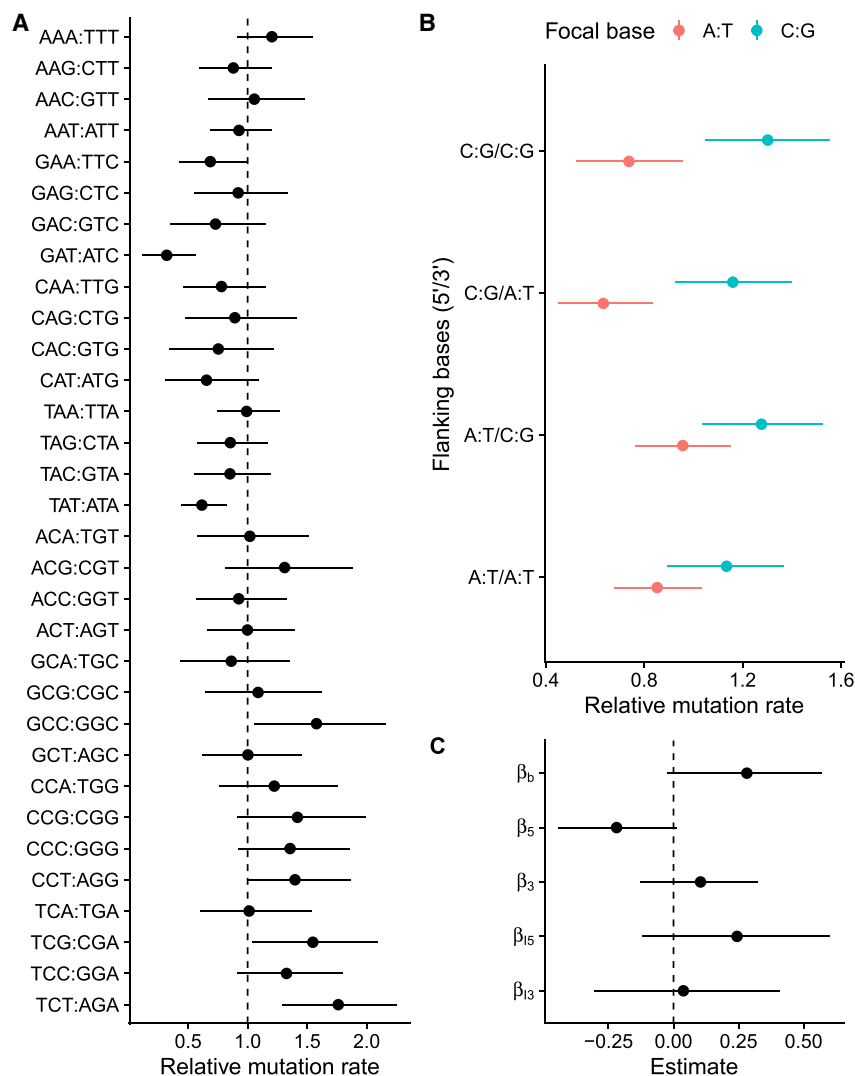 A
AAA:TTT
AAG:CTT
AAC:GTT
AAT:ATT
GAA:TTC
GAG:CTC
GAC:GTC
GAT:ATC
CAA:TTG
CAG:CTG
CAC:GTG
CAT:ATG
TAA:TTA
TAG:CTA
TAC:GTA
TAT:ATA
ACA:TGT
ACG:CGT
ACC:GGT
ACT:AGT
GCA:TGC
GCG:CGC
GCC:GGC
GCT:AGC
CCA:TGG
CCG:CGG
CCC:GGG
CCT:AGG
TCA:TGA
TCG:CGA
TCC:GGA
TCT:AGA
0.5 1.0 1.5 2.0
Relative mutation rate
B
Focal base A:T C:G
Flanking bases (5'/3')
C:G/C:G
C:G/A:T
A:T/C:G
A:T/A:T
0.4 0.8 1.2 1.6
Relative mutation rate
C
βb
β5
β3
βI5
βI3
−0.25 0.00 0.25 0.50
Estimate